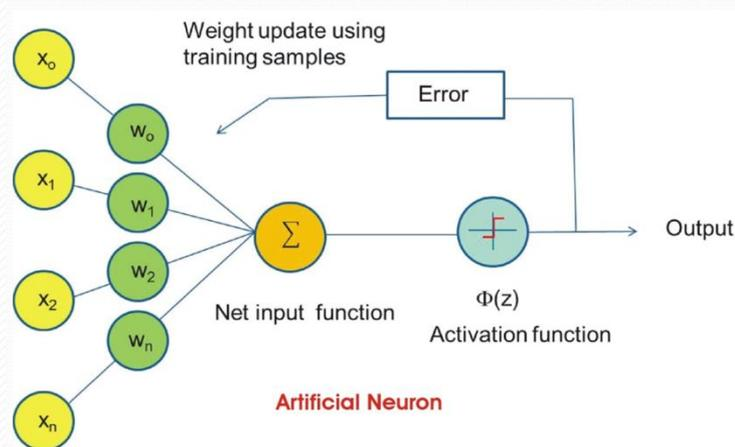 Weight update using
training samples
Error
x₀
w₀
x₁
w₁
x₂
w₂
xₙ
wₙ
Σ
Output
Net input function
Φ(z)
Activation function
Artificial Neuron